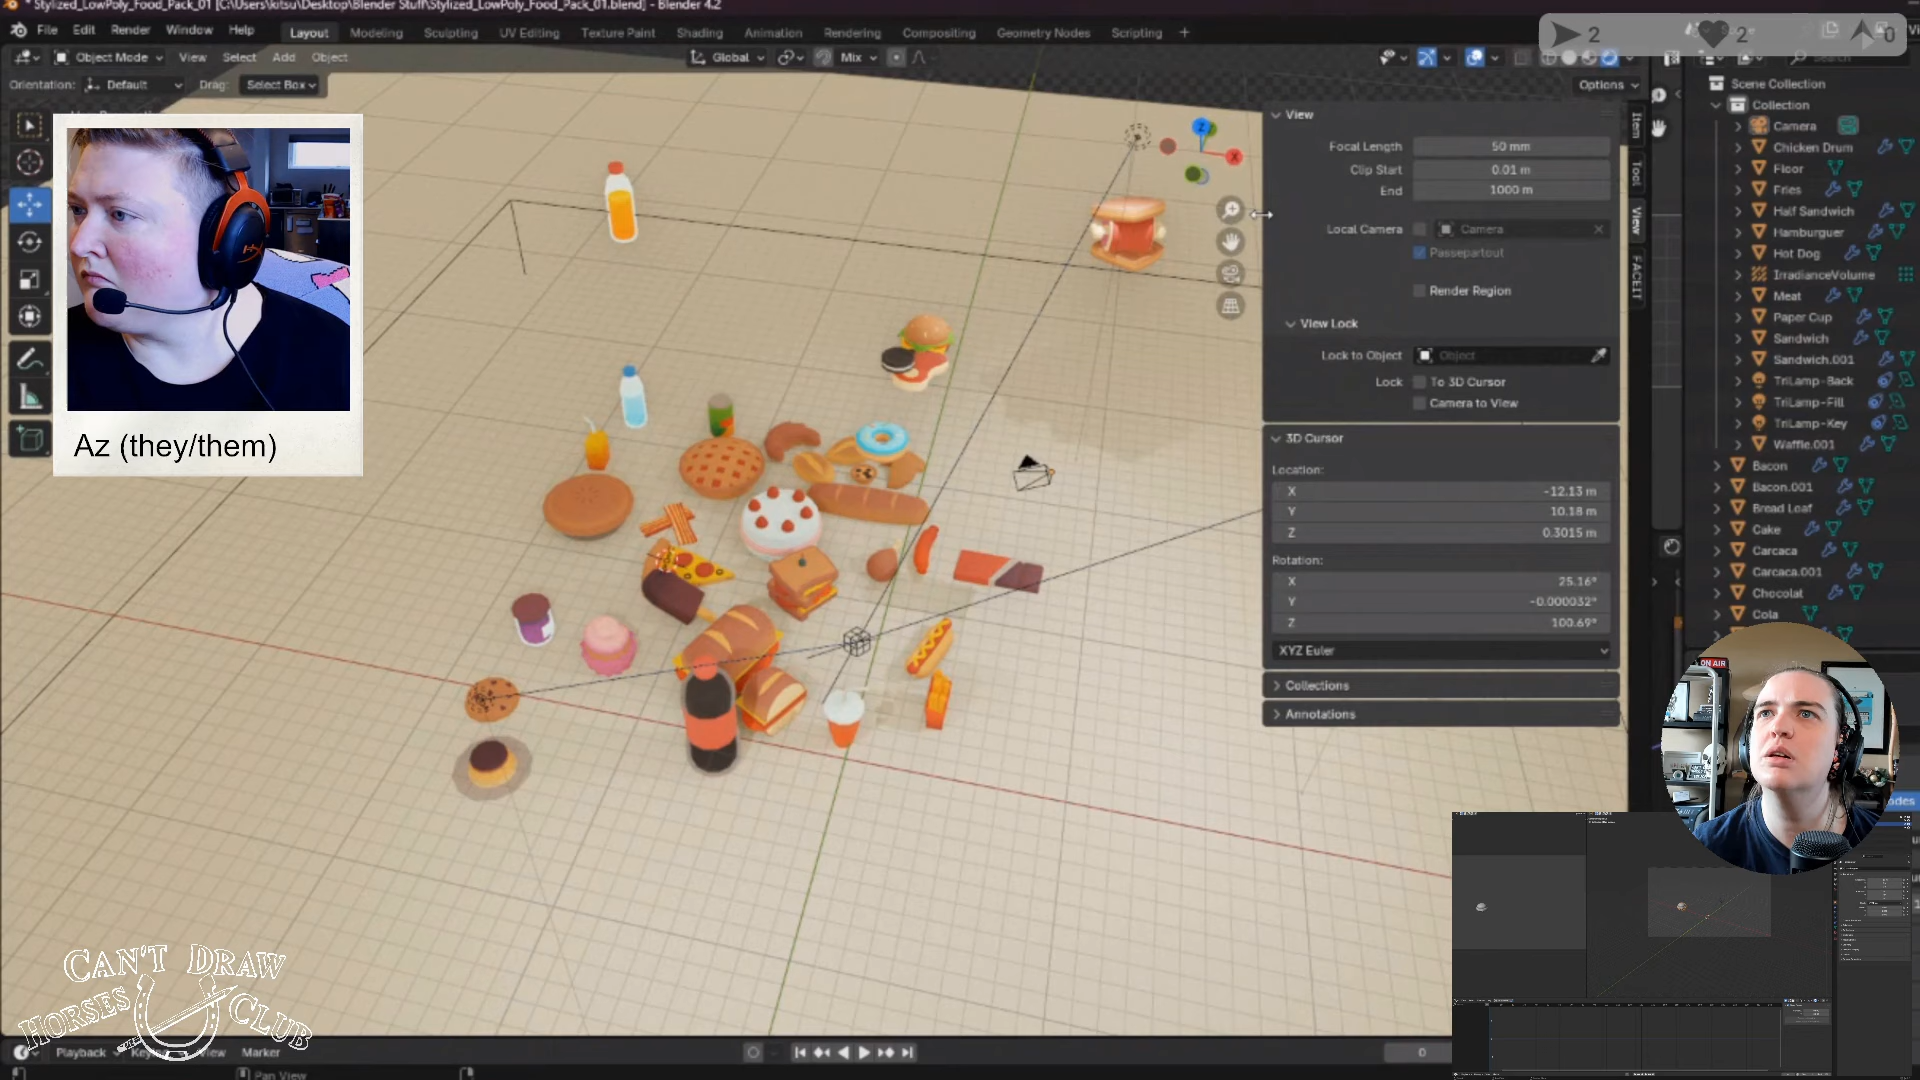 * Stylized_LowPoly_Food_Pack_01 [C:\Users\kitsu\Desktop\Blender Stuff\Stylized_LowPoly_Food_Pack_01.blend] - Blender 4.2
File Edit Render Window Help Layout Modeling Sculpting UV Editing Texture Paint Shading Animation Rendering Compositing Geometry Nodes Scripting +
2 2 0
Object Mode View Select Add Object Global Mix
Orientation: Default Drag: Select Box Options
View
Focal Length 50 mm
Clip Start 0.01 m
End 1000 m
Local Camera Camera
Passepartout
Render Region
View Lock
Lock to Object Object
Lock To 3D Cursor
Camera to View
3D Cursor
Location:
X -12.13 m
Y 10.18 m
Z 0.3015 m
Rotation:
X 25.16°
Y -0.000032°
Z 100.69°
XYZ Euler
Collections
Annotations
Item
Tool
View
FACEIT
Z
X
Scene Collection
Collection
Camera
Chicken Drum
Floor
Fries
Half Sandwich
Hamburguer
Hot Dog
IrradianceVolume
Meat
Paper Cup
Sandwich
Sandwich.001
TriLamp-Back
TriLamp-Fill
TriLamp-Key
Waffle.001
Bacon
Bacon.001
Bread Loaf
Cake
Carcaca
Carcaca.001
Chocolat
Cola
Az (they/them)
ON AIR
CAN'T DRAW
HORSES CLUB
Playback View Marker 0
Pan View